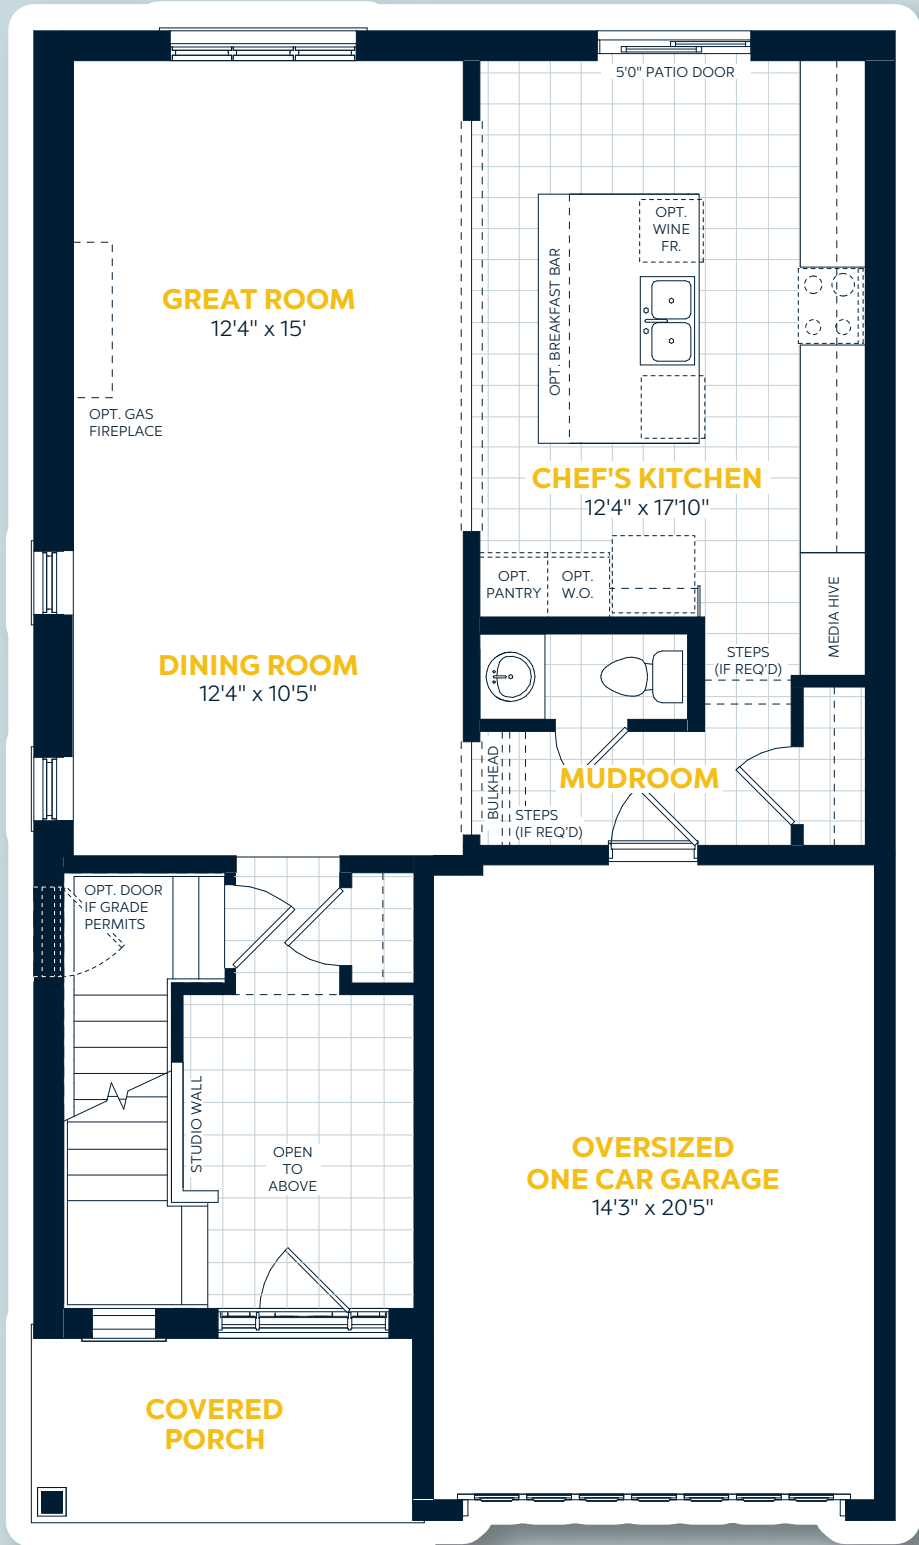 5'0" PATIO DOOR
OPT.
WINE
FR.
OPT. BREAKFAST BAR
GREAT ROOM
12'4" x 15'
OPT. GAS
FIREPLACE
CHEF'S KITCHEN
12'4" x 17'10"
OPT.
PANTRY
OPT.
W.O.
MEDIA HIVE
STEPS
(IF REQ'D)
DINING ROOM
12'4" x 10'5"
BULKHEAD
MUDROOM
STEPS
(IF REQ'D)
OPT. DOOR
IF GRADE
PERMITS
STUDIO WALL
OPEN
TO
ABOVE
OVERSIZED
ONE CAR GARAGE
14'3" x 20'5"
COVERED
PORCH